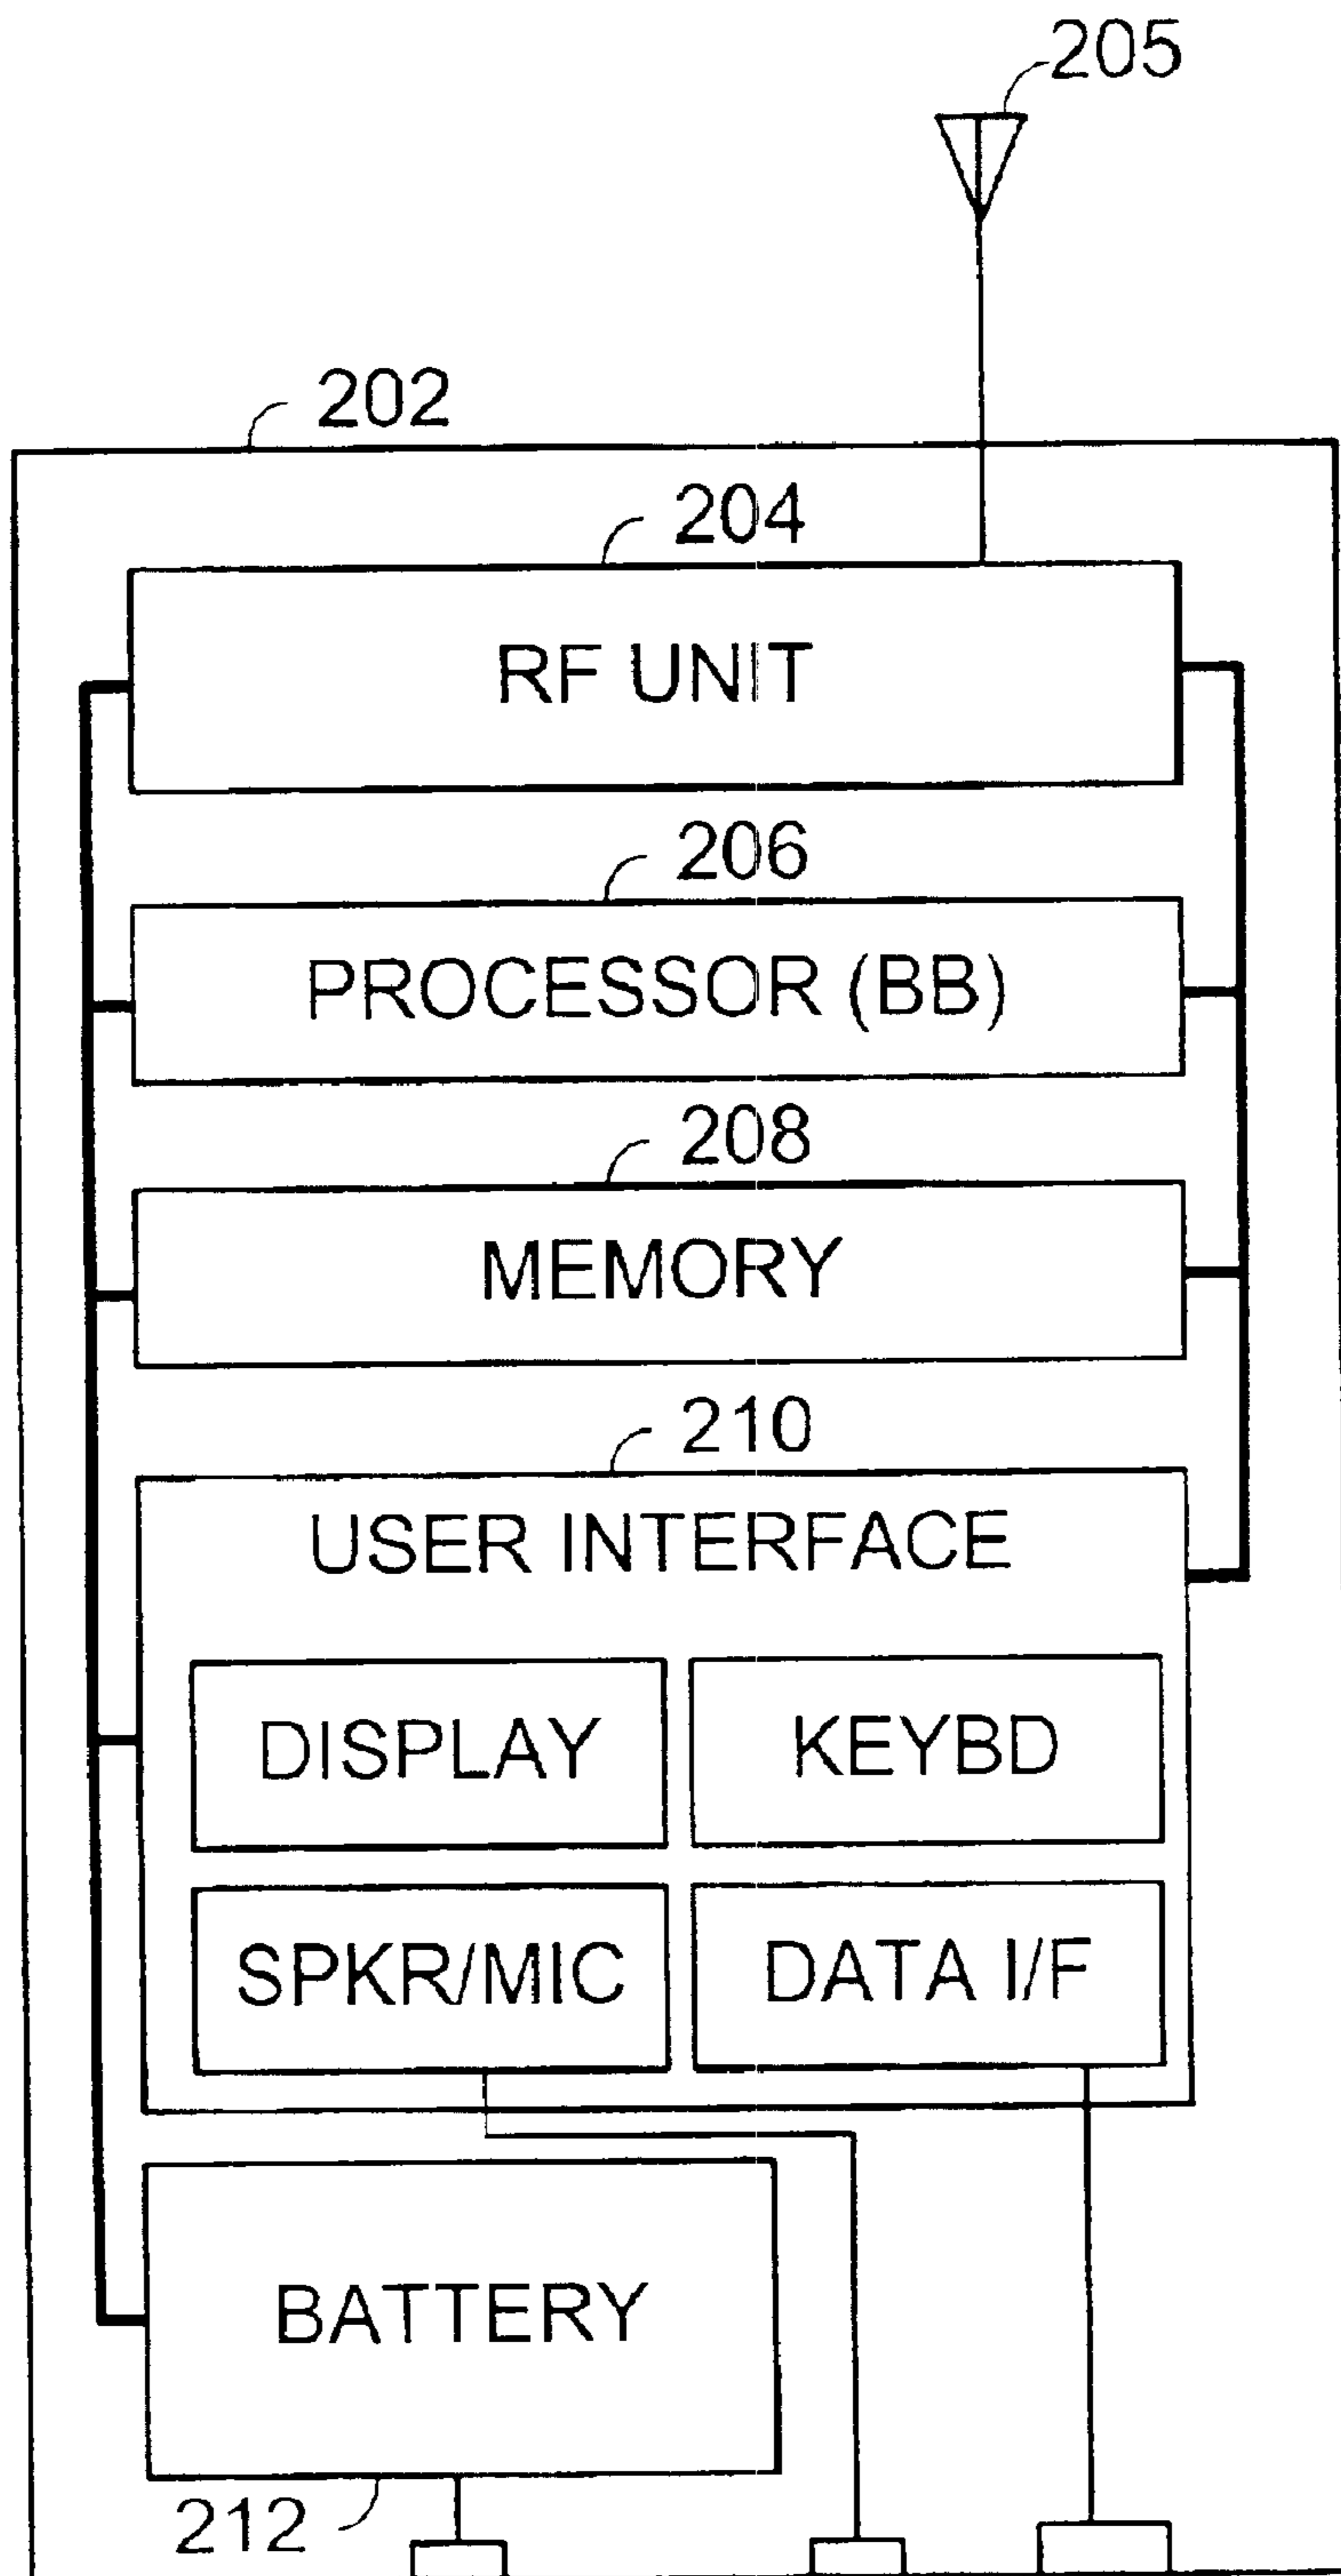 205
202
204
RF UNIT
206
PROCESSOR (BB)
208
MEMORY
210
USER INTERFACE
DISPLAY
KEYBD
SPKR/MIC
DATA I/F
BATTERY
212